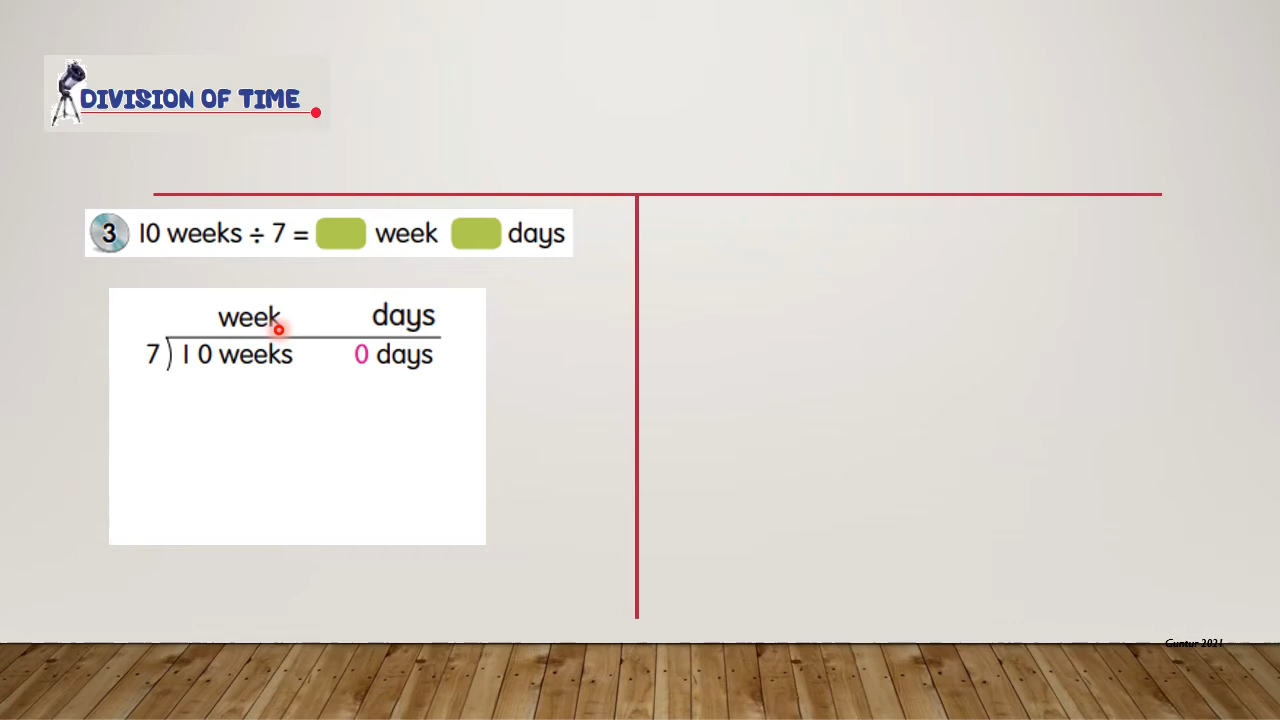 DIVISION OF TIME
3 10 weeks ÷ 7 = week days
week days
7 ) 1 0 weeks 0 days
Guntur 2021